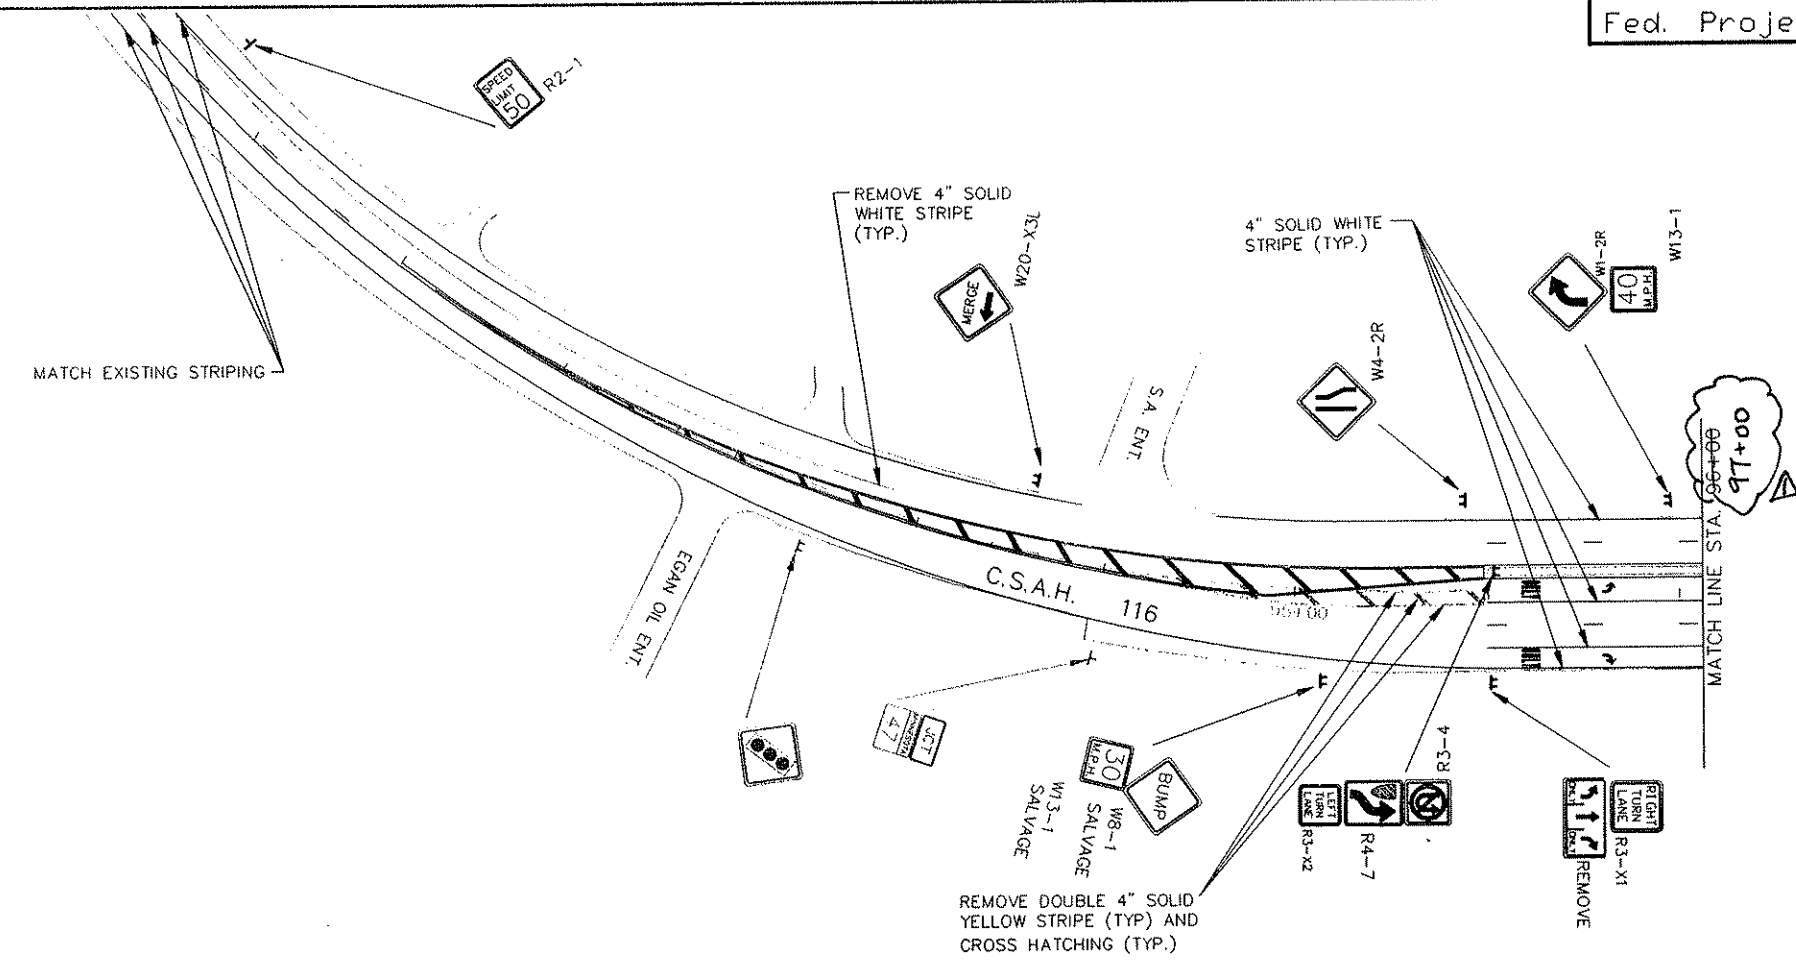 Fed. Proje
SPEED
LIMIT
50
R2-1
REMOVE 4" SOLID
WHITE STRIPE
(TYP.)
MERGE
W20-X3L
4" SOLID WHITE
STRIPE (TYP.)
W4-2R
W1-2R
40
M.P.H.
W13-1
MATCH EXISTING STRIPING
S.A. ENT.
97+00
MATCH LINE STA. 96+00
EGAN OIL ENT.
C.S.A.H. 116
JCT
MINNESOTA
47
30
M.P.H.
W13-1
SALVAGE
BUMP
W8-1
SALVAGE
REMOVE DOUBLE 4" SOLID
YELLOW STRIPE (TYP) AND
CROSS HATCHING (TYP.)
LEFT
TURN
LANE
R3-X2
R4-7
R3-4
RIGHT
TURN
LANE
R3-X1
ONLY
ONLY
REMOVE